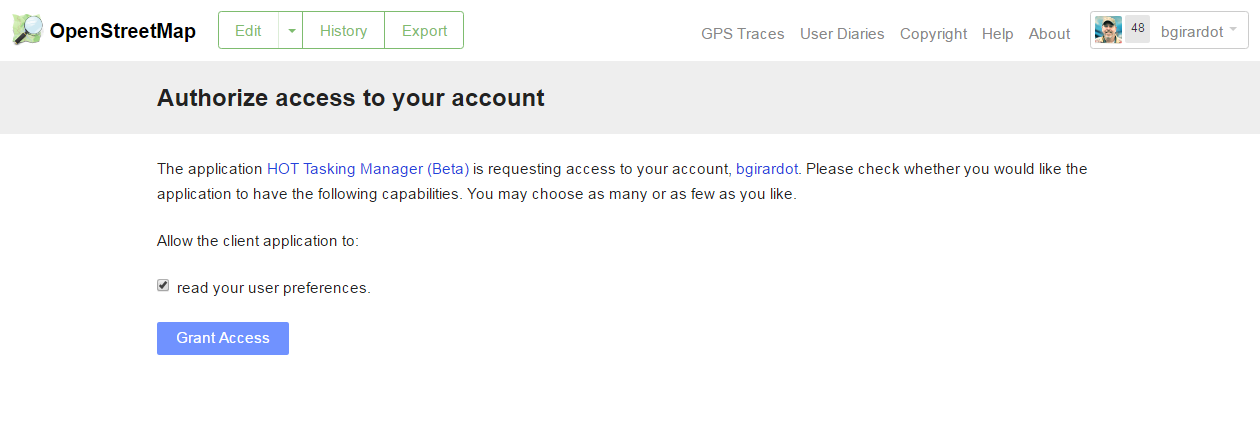 OpenStreetMap Edit History Export GPS Traces User Diaries Copyright Help About 48 bgirardot
Authorize access to your account
The application HOT Tasking Manager (Beta) is requesting access to your account, bgirardot. Please check whether you would like the
application to have the following capabilities. You may choose as many or as few as you like.
Allow the client application to:
read your user preferences.
Grant Access